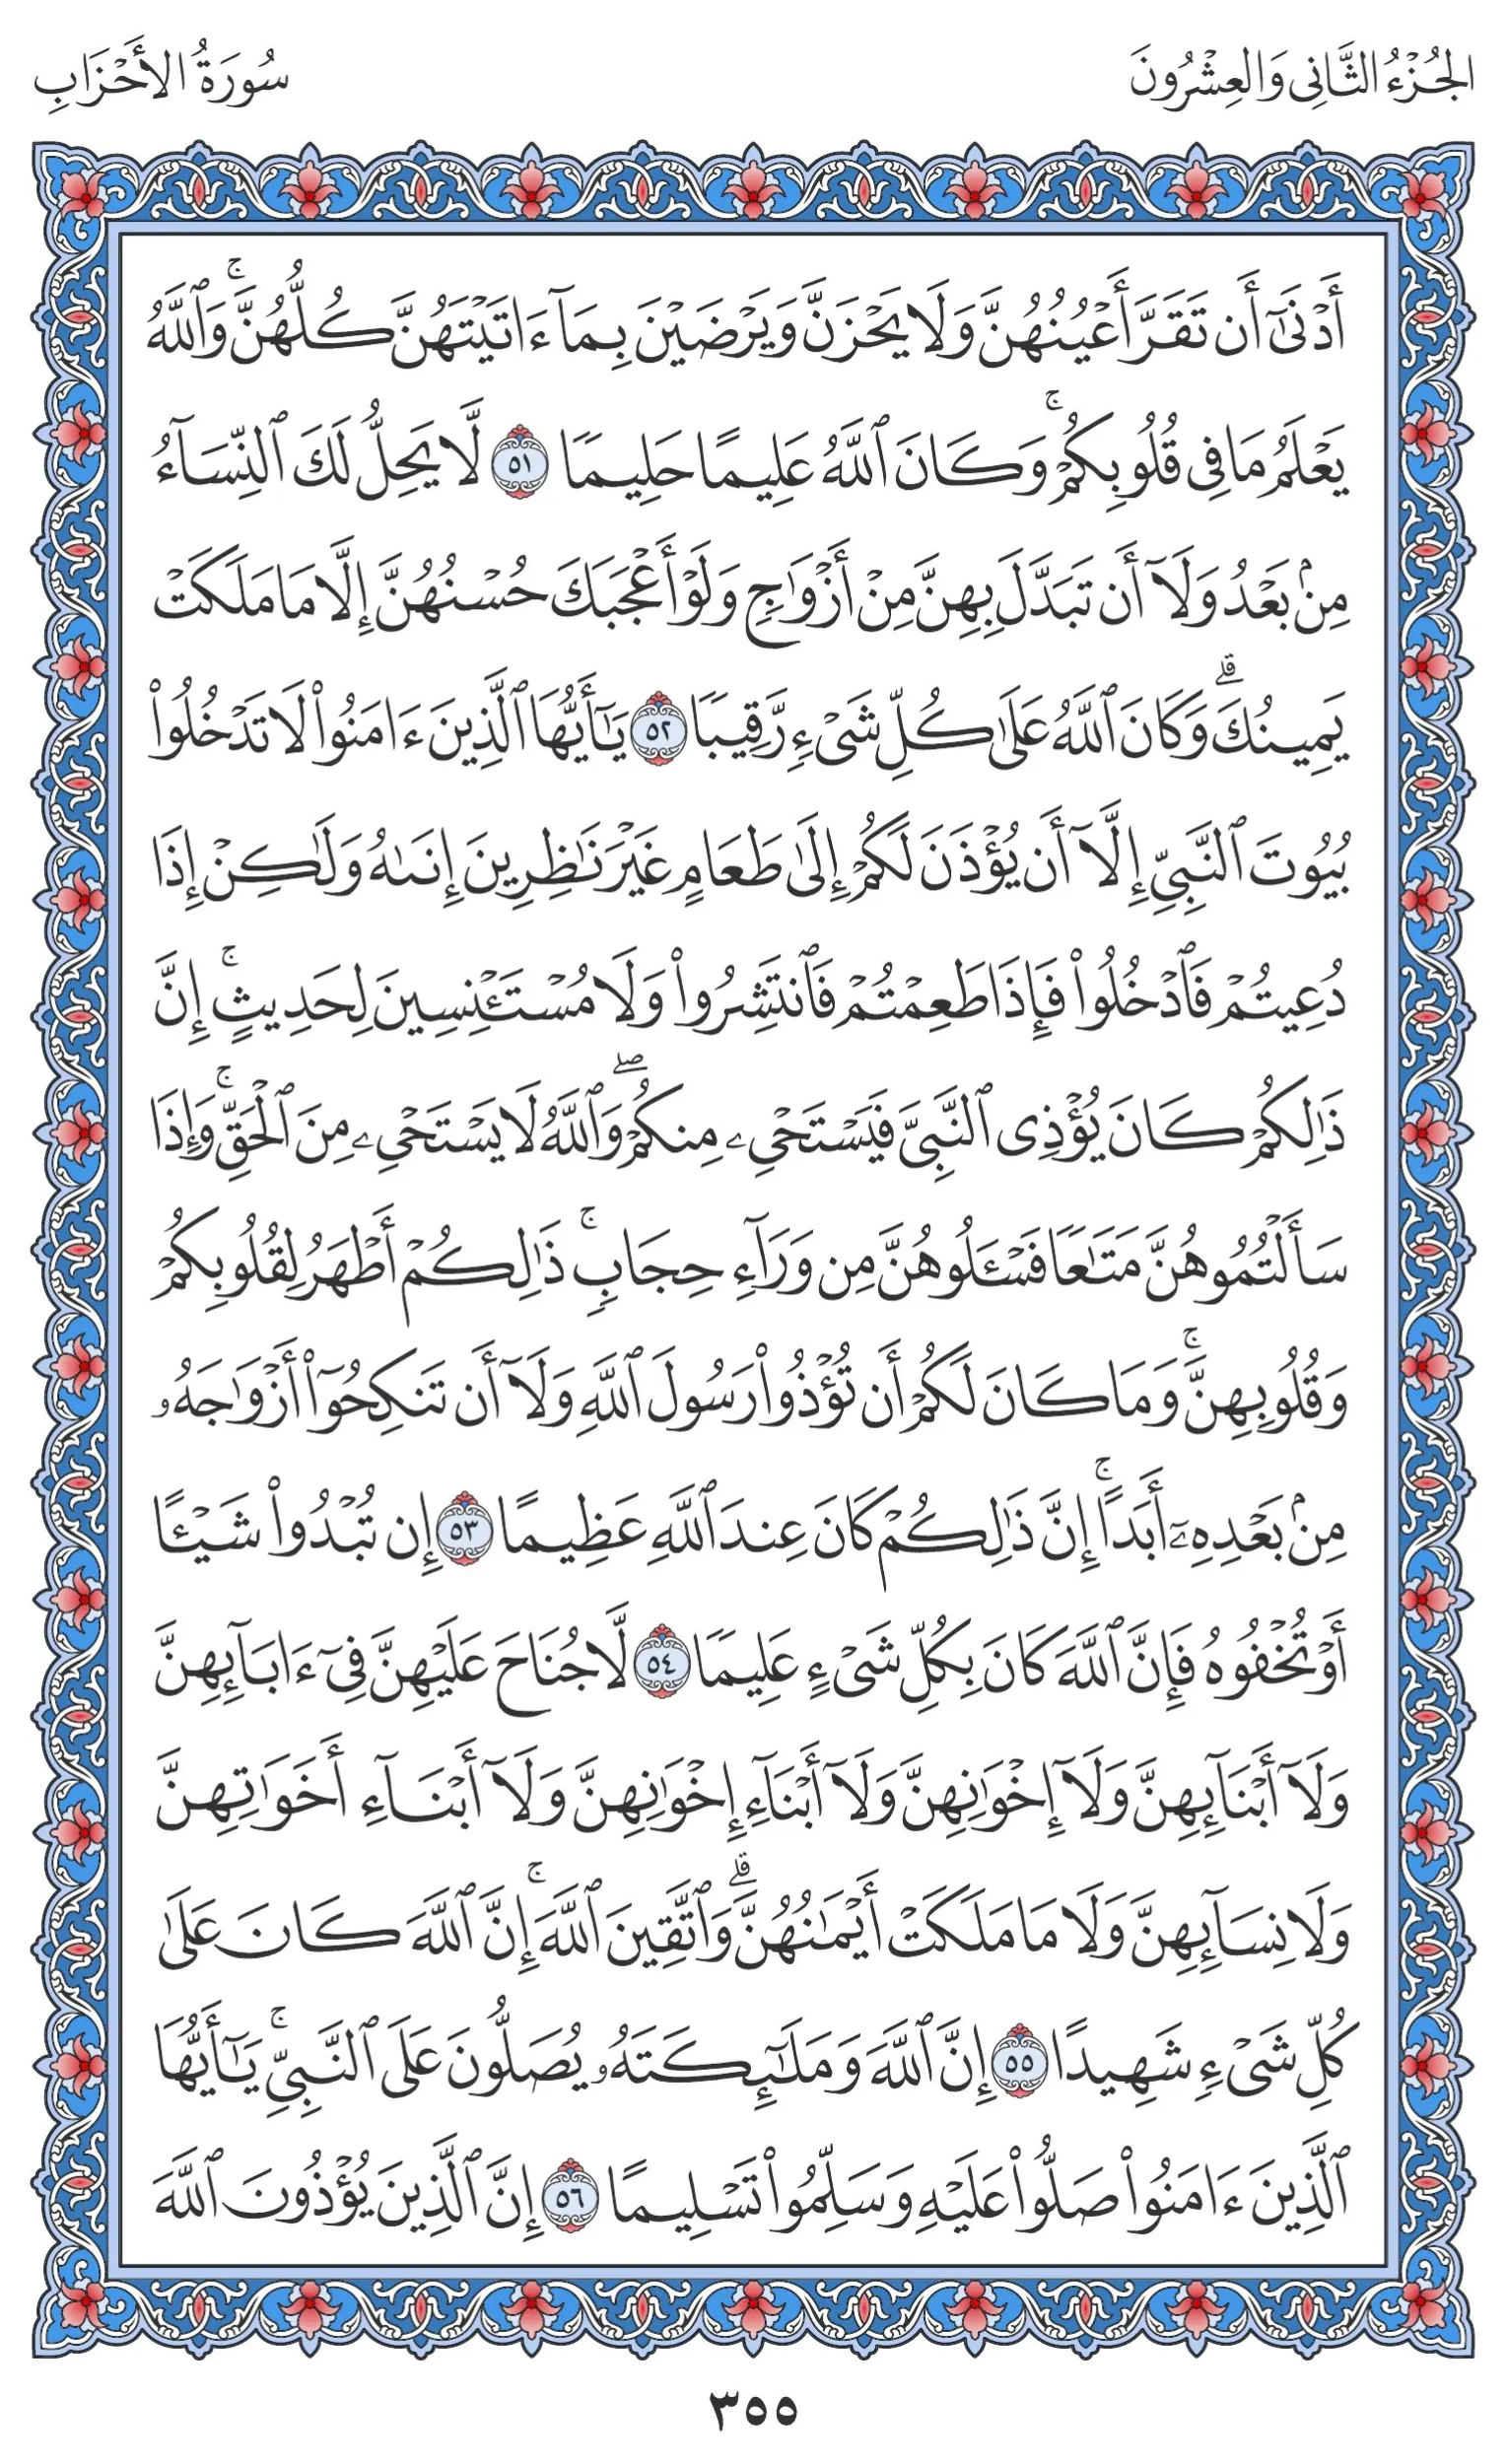 الجُزْءُ الثَّانِى وَالعِشْرُونَ
سُورَةُ الأَحْزَابِ
أَدْنَىٰٓ أَن تَقَرَّ أَعْيُنُهُنَّ وَلَا يَحْزَنَّ وَيَرْضَيْنَ بِمَآ ءَاتَيْتَهُنَّ كُلُّهُنَّۚ وَٱللَّهُ
يَعْلَمُ مَا فِى قُلُوبِكُمْۚ وَكَانَ ٱللَّهُ عَلِيمًا حَلِيمًا ٥١ لَّا يَحِلُّ لَكَ ٱلنِّسَآءُ
مِنۢ بَعْدُ وَلَآ أَن تَبَدَّلَ بِهِنَّ مِنْ أَزْوَٰجٍ وَلَوْ أَعْجَبَكَ حُسْنُهُنَّ إِلَّا مَا مَلَكَتْ
يَمِينُكَۗ وَكَانَ ٱللَّهُ عَلَىٰ كُلِّ شَىْءٍ رَّقِيبًا ٥٢ يَـٰٓأَيُّهَا ٱلَّذِينَ ءَامَنُوا۟ لَا تَدْخُلُوا۟
بُيُوتَ ٱلنَّبِىِّ إِلَّآ أَن يُؤْذَنَ لَكُمْ إِلَىٰ طَعَامٍ غَيْرَ نَـٰظِرِينَ إِنَىٰهُ وَلَـٰكِنْ إِذَا
دُعِيتُمْ فَٱدْخُلُوا۟ فَإِذَا طَعِمْتُمْ فَٱنتَشِرُوا۟ وَلَا مُسْتَـْٔنِسِينَ لِحَدِيثٍۚ إِنَّ
ذَٰلِكُمْ كَانَ يُؤْذِى ٱلنَّبِىَّ فَيَسْتَحْىِۦ مِنكُمْۖ وَٱللَّهُ لَا يَسْتَحْىِۦ مِنَ ٱلْحَقِّۚ وَإِذَا
سَأَلْتُمُوهُنَّ مَتَـٰعًا فَسْـَٔلُوهُنَّ مِن وَرَآءِ حِجَابٍۚ ذَٰلِكُمْ أَطْهَرُ لِقُلُوبِكُمْ
وَقُلُوبِهِنَّۚ وَمَا كَانَ لَكُمْ أَن تُؤْذُوا۟ رَسُولَ ٱللَّهِ وَلَآ أَن تَنكِحُوٓا۟ أَزْوَٰجَهُۥ
مِنۢ بَعْدِهِۦٓ أَبَدًاۚ إِنَّ ذَٰلِكُمْ كَانَ عِندَ ٱللَّهِ عَظِيمًا ٥٣ إِن تُبْدُوا۟ شَيْـًٔا
أَوْ تُخْفُوهُ فَإِنَّ ٱللَّهَ كَانَ بِكُلِّ شَىْءٍ عَلِيمًا ٥٤ لَّا جُنَاحَ عَلَيْهِنَّ فِىٓ ءَابَآئِهِنَّ
وَلَآ أَبْنَآئِهِنَّ وَلَآ إِخْوَٰنِهِنَّ وَلَآ أَبْنَآءِ إِخْوَٰنِهِنَّ وَلَآ أَبْنَآءِ أَخَوَٰتِهِنَّ
وَلَا نِسَآئِهِنَّ وَلَا مَا مَلَكَتْ أَيْمَـٰنُهُنَّۗ وَٱتَّقِينَ ٱللَّهَۚ إِنَّ ٱللَّهَ كَانَ عَلَىٰ
كُلِّ شَىْءٍ شَهِيدًا ٥٥ إِنَّ ٱللَّهَ وَمَلَـٰٓئِكَتَهُۥ يُصَلُّونَ عَلَى ٱلنَّبِىِّۚ يَـٰٓأَيُّهَا
ٱلَّذِينَ ءَامَنُوا۟ صَلُّوا۟ عَلَيْهِ وَسَلِّمُوا۟ تَسْلِيمًا ٥٦ إِنَّ ٱلَّذِينَ يُؤْذُونَ ٱللَّهَ
٣٥٥